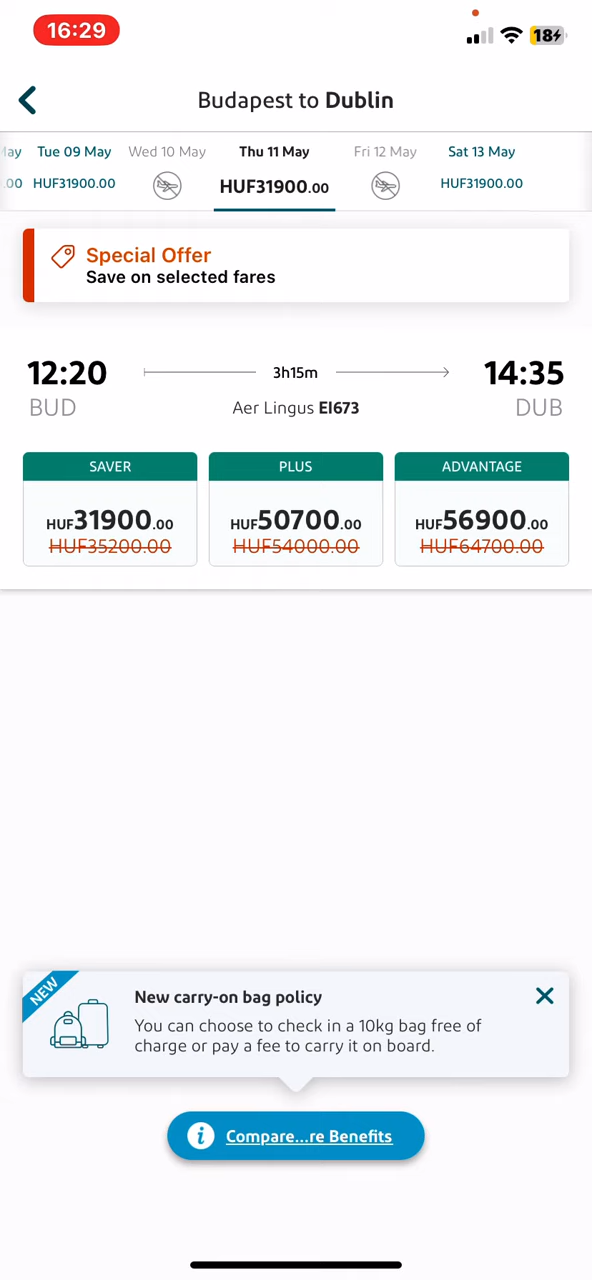 16:29
18
Budapest to Dublin
May Tue 09 May Wed 10 May Thu 11 May Fri 12 May Sat 13 May
.00 HUF31900.00 HUF31900.00 HUF31900.00
Special Offer
Save on selected fares
12:20 3h15m 14:35
BUD Aer Lingus EI673 DUB
SAVER PLUS ADVANTAGE
HUF31900.00 HUF50700.00 HUF56900.00
HUF35200.00 HUF54000.00 HUF64700.00
NEW
New carry-on bag policy
You can choose to check in a 10kg bag free of
charge or pay a fee to carry it on board.
i Compare...re Benefits